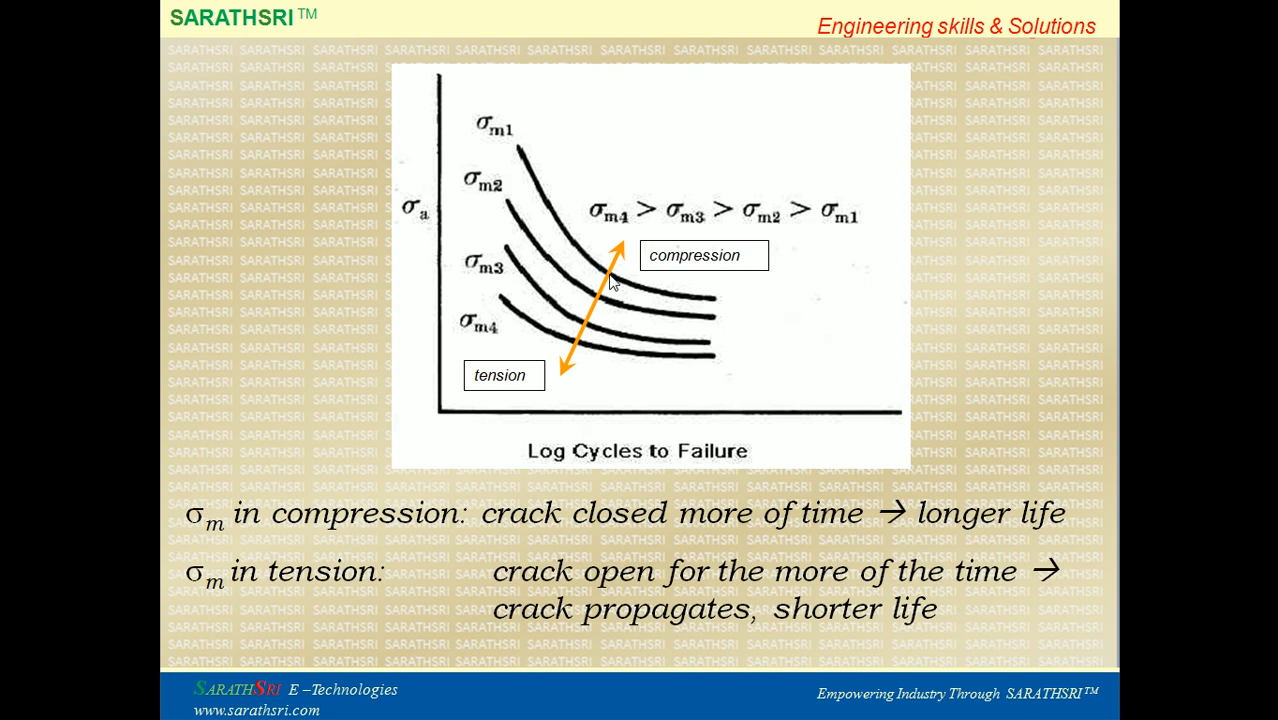 SARATHSRI™
Engineering skills & Solutions
σm1
σm2
σa
σm4 > σm3 > σm2 > σm1
compression
σm3
σm4
tension
Log Cycles to Failure
σm in compression: crack closed more of time → longer life
σm in tension: crack open for the more of the time →
crack propagates, shorter life
SARATHSRI E –Technologies
www.sarathsri.com
Empowering Industry Through SARATHSRI™